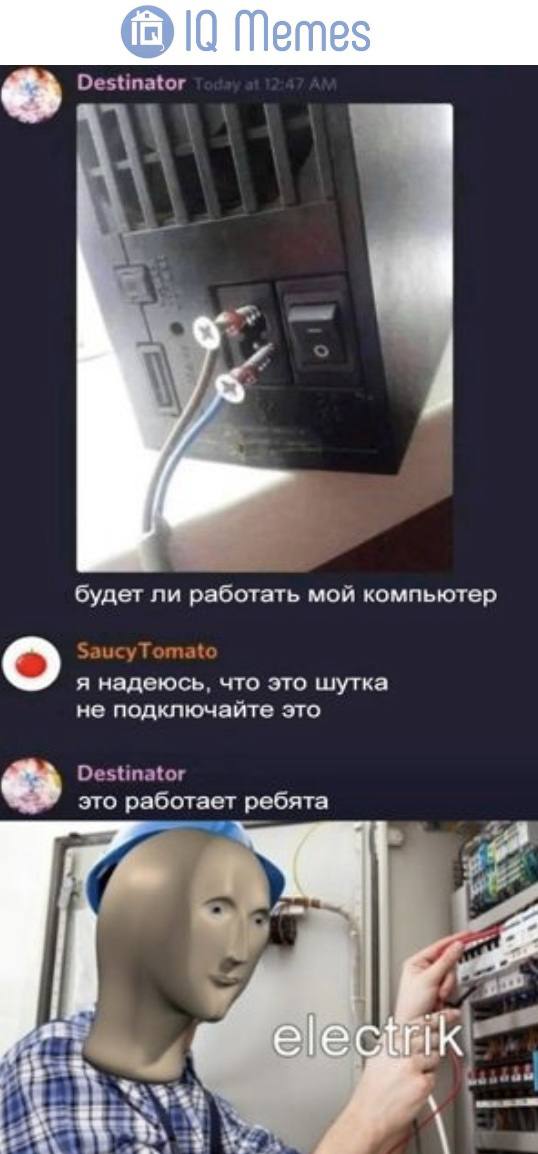 IQ Memes
Destinator Today at 12:47 AM
будет ли работать мой компьютер
SaucyTomato
я надеюсь, что это шутка
не подключайте это
Destinator
это работает ребята
electrik